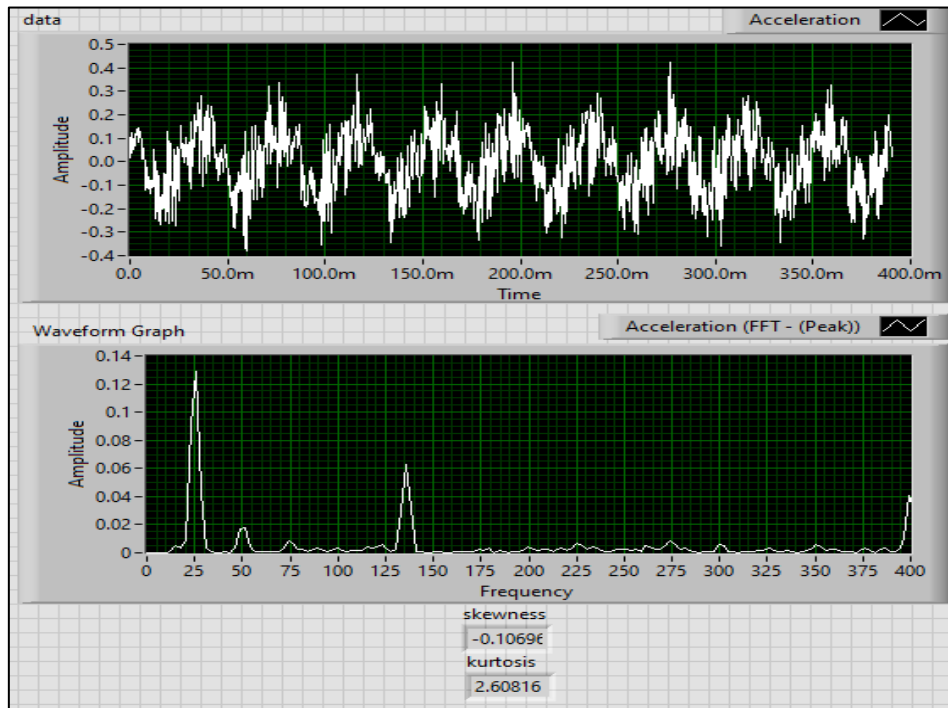 data
Acceleration
0.5
0.4
0.3
0.2
0.1
0.0
-0.1
-0.2
-0.3
-0.4
Amplitude
0.0 50.0m 100.0m 150.0m 200.0m 250.0m 300.0m 350.0m 400.0m
Time
Waveform Graph
Acceleration (FFT - (Peak))
0.14
0.12
0.1
0.08
0.06
0.04
0.02
0
Amplitude
0 25 50 75 100 125 150 175 200 225 250 275 300 325 350 375 400
Frequency
skewness
-0.10696
kurtosis
2.60816